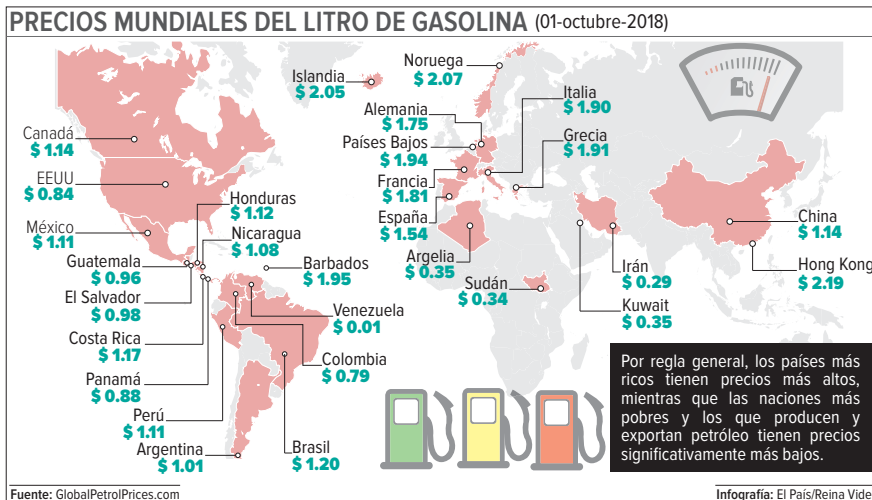 PRECIOS MUNDIALES DEL LITRO DE GASOLINA (01-octubre-2018)
Islandia
$ 2.05
Noruega
$ 2.07
Italia
$ 1.90
Alemania
$ 1.75
Países Bajos
$ 1.94
Grecia
$ 1.91
Francia
$ 1.81
España
$ 1.54
Canadá
$ 1.14
EEUU
$ 0.84
México
$ 1.11
Honduras
$ 1.12
Nicaragua
$ 1.08
Guatemala
$ 0.96
El Salvador
$ 0.98
Costa Rica
$ 1.17
Panamá
$ 0.88
Perú
$ 1.11
Argentina
$ 1.01
Barbados
$ 1.95
Venezuela
$ 0.01
Colombia
$ 0.79
Brasil
$ 1.20
Argelia
$ 0.35
Sudán
$ 0.34
Irán
$ 0.29
Kuwait
$ 0.35
China
$ 1.14
Hong Kong
$ 2.19
Por regla general, los países más
ricos tienen precios más altos,
mientras que las naciones más
pobres y los que producen y
exportan petróleo tienen precios
significativamente más bajos.
Fuente: GlobalPetrolPrices.com
Infografía: El País/Reina Vide